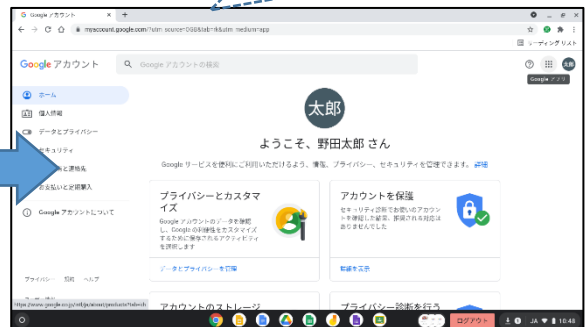 Google アカウント
myaccount.google.com/?utm_source=OGB&tab=rk&utm_medium=app
リーディング リスト
Google アカウント
Google アカウントの検索
太郎
Google アプリ
ホーム
個人情報
データとプライバシー
セキュリティ
と連絡先
お支払いと定期購入
Google アカウントについて
太郎
ようこそ、野田太郎 さん
Google サービスを便利にご利用いただけるよう、情報、プライバシー、セキュリティを管理できます。詳細
プライバシーとカスタマ
イズ
Google アカウントのデータを確認
し、Google の利便性をカスタマイズ
するために保存されるアクティビティ
を選択します
データとプライバシーを管理
アカウントを保護
セキュリティ診断でお使いのアカウン
トを確認した結果、推奨される対応は
ありませんでした
詳細を表示
プライバシー 規約 ヘルプ
アカウントのストレージ
プライバシー診断を行う
ログアウト
JA
10:48